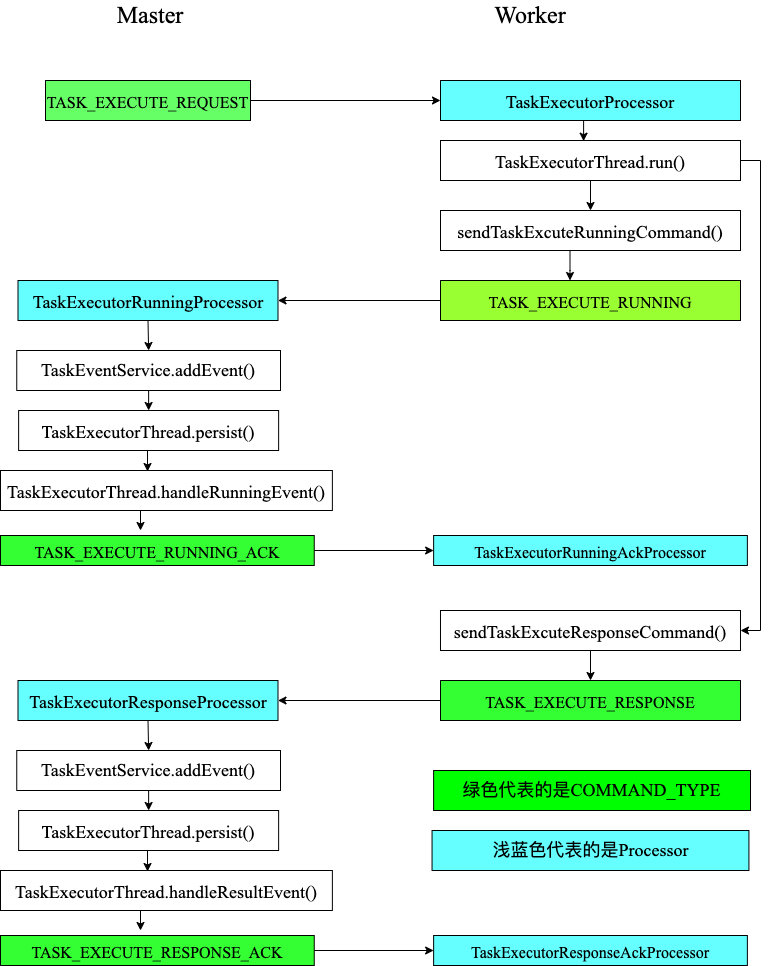 Master
Worker
TASK_EXECUTE_REQUEST
TaskExecutorProcessor
TaskExecutorThread.run()
sendTaskExcuteRunningCommand()
TaskExecutorRunningProcessor
TASK_EXECUTE_RUNNING
TaskEventService.addEvent()
TaskExecutorThread.persist()
TaskExecutorThread.handleRunningEvent()
TASK_EXECUTE_RUNNING_ACK
TaskExecutorRunningAckProcessor
sendTaskExcuteResponseCommand()
TaskExecutorResponseProcessor
TASK_EXECUTE_RESPONSE
TaskEventService.addEvent()
绿色代表的是COMMAND_TYPE
TaskExecutorThread.persist()
浅蓝色代表的是Processor
TaskExecutorThread.handleResultEvent()
TASK_EXECUTE_RESPONSE_ACK
TaskExecutorResponseAckProcessor